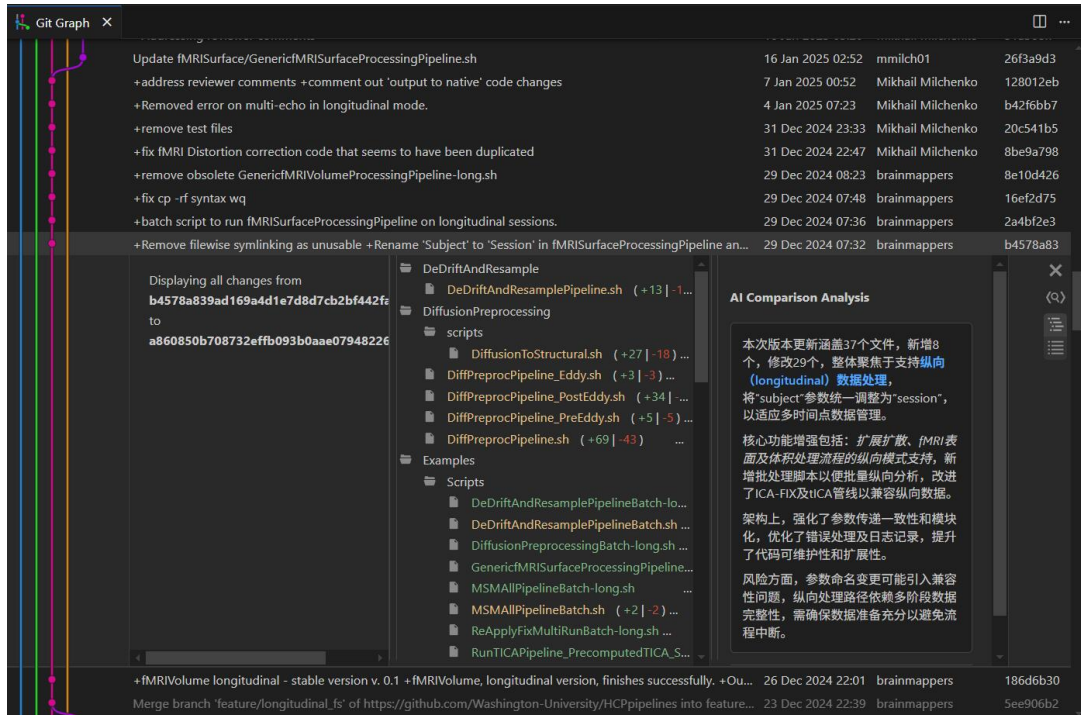 Git Graph
Update fMRISurface/GenericfMRISurfaceProcessingPipeline.sh 16 Jan 2025 02:52 mmilch01 26f3a9d3
+address reviewer comments +comment out 'output to native' code changes 7 Jan 2025 00:52 Mikhail Milchenko 128012eb
+Removed error on multi-echo in longitudinal mode. 4 Jan 2025 07:23 Mikhail Milchenko b42f6bb7
+remove test files 31 Dec 2024 23:33 Mikhail Milchenko 20c541b5
+fix fMRI Distortion correction code that seems to have been duplicated 31 Dec 2024 22:47 Mikhail Milchenko 8be9a798
+remove obsolete GenericfMRIVolumeProcessingPipeline-long.sh 29 Dec 2024 08:23 brainmappers 8e10d426
+fix cp -rf syntax wq 29 Dec 2024 07:48 brainmappers 16ef2d75
+batch script to run fMRISurfaceProcessingPipeline on longitudinal sessions. 29 Dec 2024 07:36 brainmappers 2a4bf2e3
+Remove filewise symlinking as unusable +Rename 'Subject' to 'Session' in fMRISurfaceProcessingPipeline an... 29 Dec 2024 07:32 brainmappers b4578a83
Displaying all changes from
b4578a839ad169a4d1e7d8d7cb2bf442fa
to
a860850b708732effb093b0aae07948226
DeDriftAndResample
DeDriftAndResamplePipeline.sh (+13|-1...
DiffusionPreprocessing
scripts
DiffusionToStructural.sh (+27|-18)...
DiffPreprocPipeline_Eddy.sh (+3|-3)...
DiffPreprocPipeline_PostEddy.sh (+34|-...
DiffPreprocPipeline_PreEddy.sh (+5|-5)...
DiffPreprocPipeline.sh (+69|-43) ...
Examples
Scripts
DeDriftAndResamplePipelineBatch-lo...
DeDriftAndResamplePipelineBatch.sh ...
DiffusionPreprocessingBatch-long.sh ...
GenericfMRISurfaceProcessingPipeline...
MSMAllPipelineBatch-long.sh ...
MSMAllPipelineBatch.sh (+2|-2)...
ReApplyFixMultiRunBatch-long.sh ...
RunTICAPipeline_PrecomputedTICA_S...
AI Comparison Analysis
本次版本更新涵盖37个文件，新增8
个，修改29个，整体聚焦于支持纵向
（longitudinal）数据处理，
将"subject"参数统一调整为"session"，
以适应多时间点数据管理。
核心功能增强包括：扩展扩散、fMRI表
面及体积处理流程的纵向模式支持，新
增批处理脚本以便批量纵向分析，改进
了ICA-FIX及tICA管线以兼容纵向数据。
架构上，强化了参数传递一致性和模块
化，优化了错误处理及日志记录，提升
了代码可维护性和扩展性。
风险方面，参数命名变更可能引入兼容
性问题，纵向处理路径依赖多阶段数据
完整性，需确保数据准备充分以避免流
程中断。
+fMRIVolume longitudinal - stable version v. 0.1 +fMRIVolume, longitudinal version, finishes successfully. +Ou... 26 Dec 2024 22:01 brainmappers 186d6b30
Merge branch 'feature/longitudinal_fs' of https://github.com/Washington-University/HCPpipelines into feature... 23 Dec 2024 22:39 brainmappers 5ee906b2